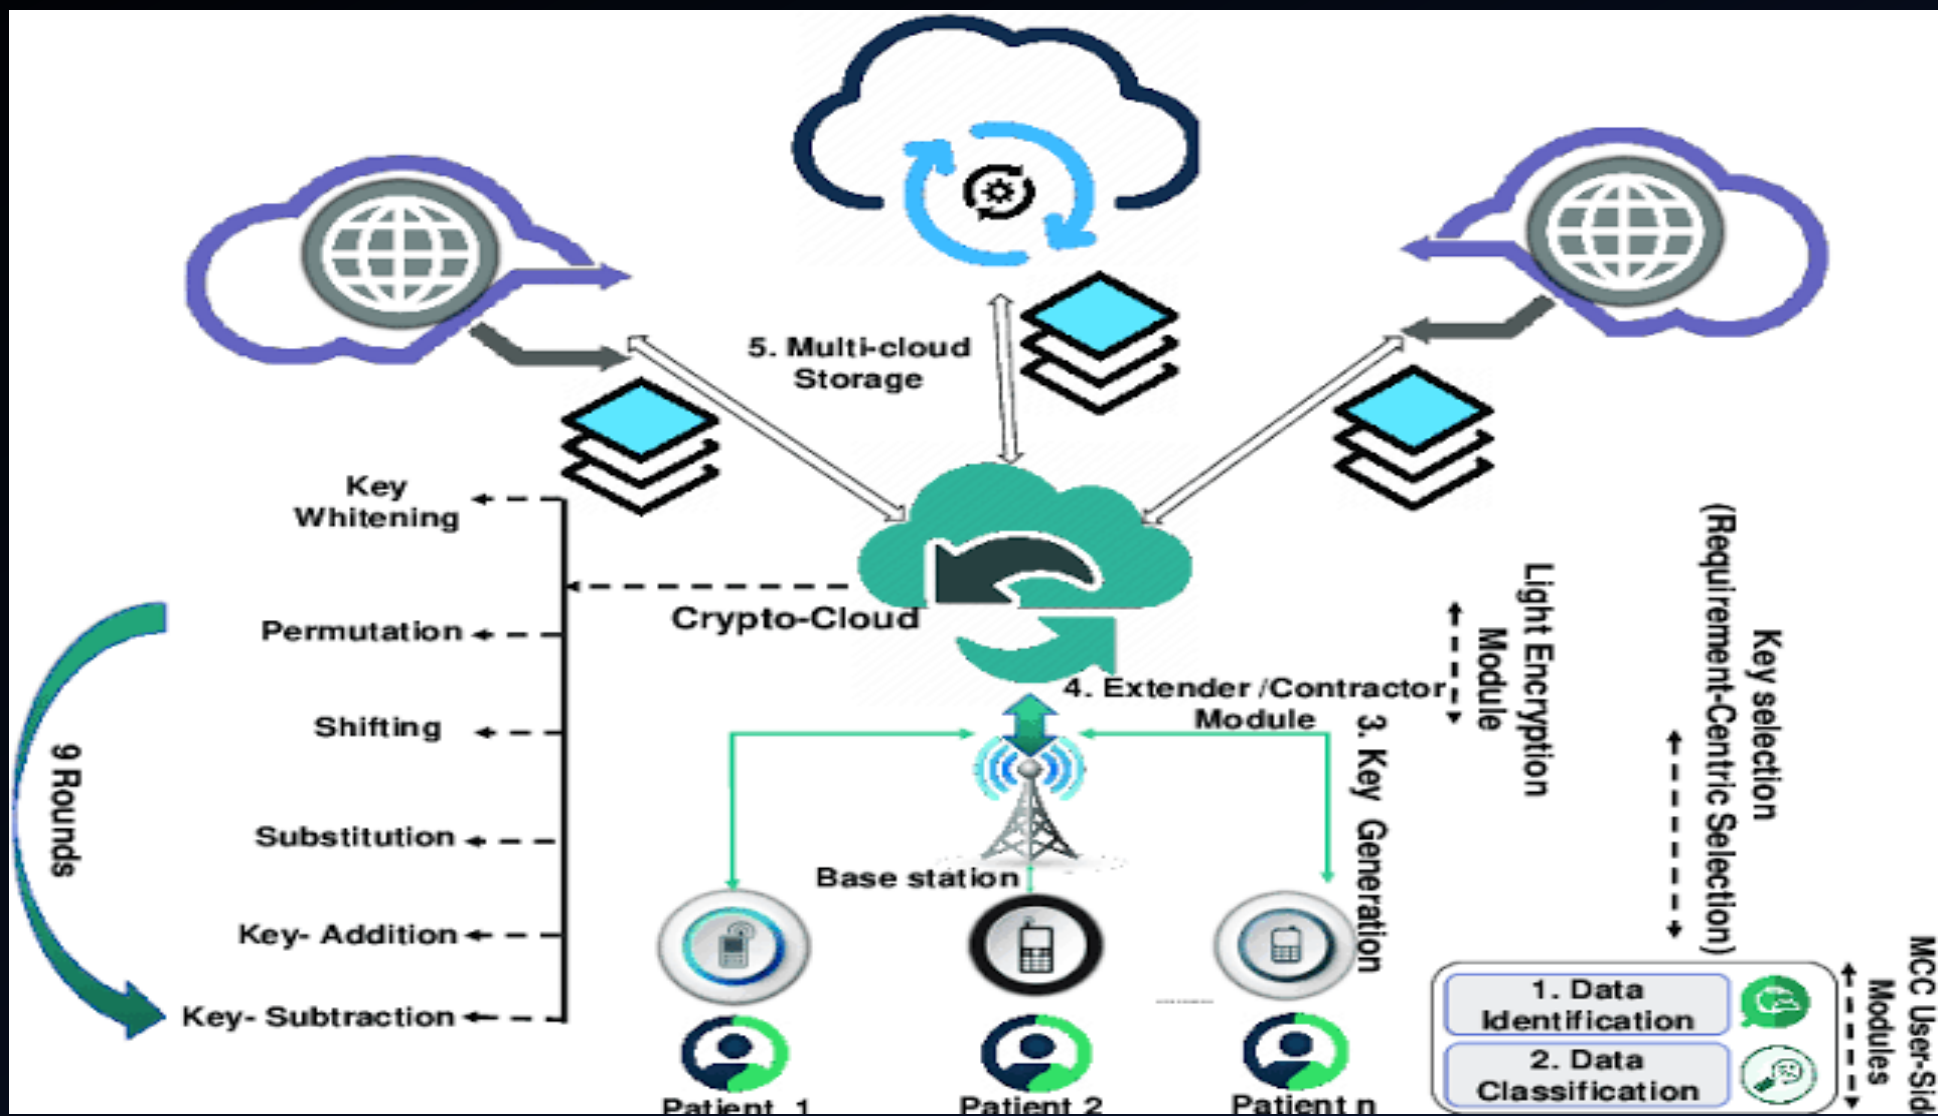 5. Multi-cloud
Storage
Key
Whitening
Crypto-Cloud
Permutation
Shifting
Substitution
Key- Addition
Key- Subtraction
9 Rounds
4. Extender /Contractor
Module
3. Key Generation
Base station
Light Encryption
Module
Key selection
(Requirement-Centric Selection)
MCC User-Sid
Modules
1. Data
Identification
2. Data
Classification
Patient 1
Patient 2
Patient n